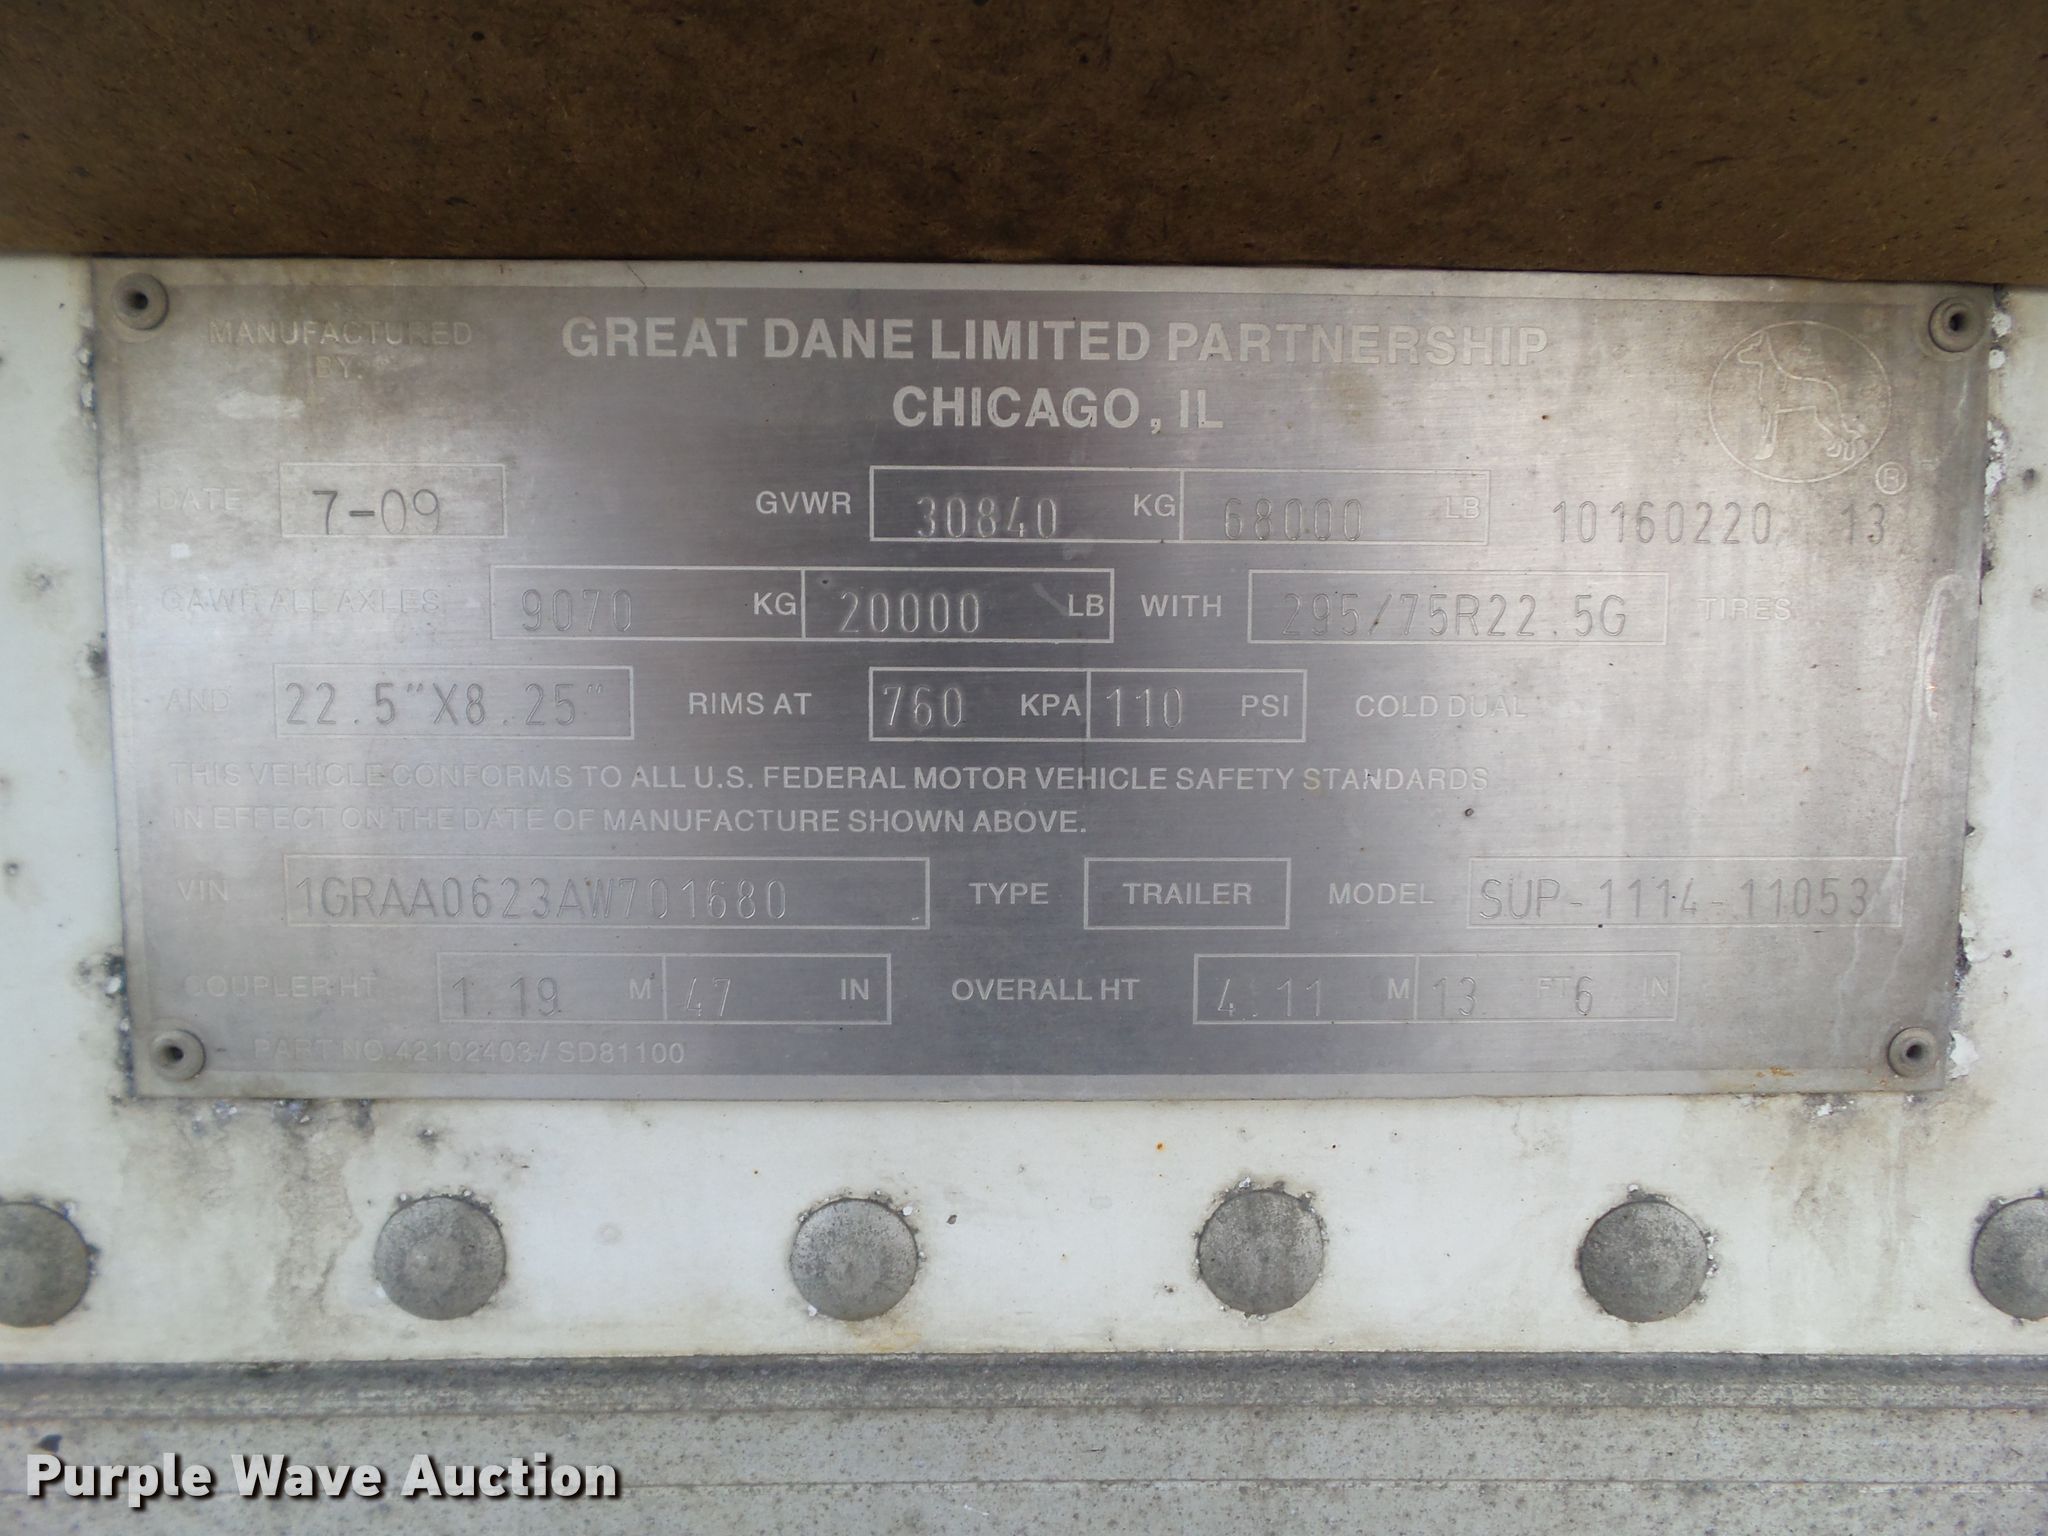 MANUFACTURED BY: GREAT DANE LIMITED PARTNERSHIP
CHICAGO, IL
®
DATE 7-09 GVWR 30840 KG 68000 LB 10160220 13
GAWR ALL AXLES 9070 KG 20000 LB WITH 295/75R22.5G TIRES
AND 22.5"X8.25" RIMS AT 760 KPA 110 PSI COLD DUAL
THIS VEHICLE CONFORMS TO ALL U.S. FEDERAL MOTOR VEHICLE SAFETY STANDARDS
IN EFFECT ON THE DATE OF MANUFACTURE SHOWN ABOVE.
VIN 1GRAA0623AW701680 TYPE TRAILER MODEL SUP-1114-11053
COUPLER HT 1.19 M 47 IN OVERALL HT 4.11 M 13 FT 6 IN
PART NO. 42102403 / SD81100
Purple Wave Auction